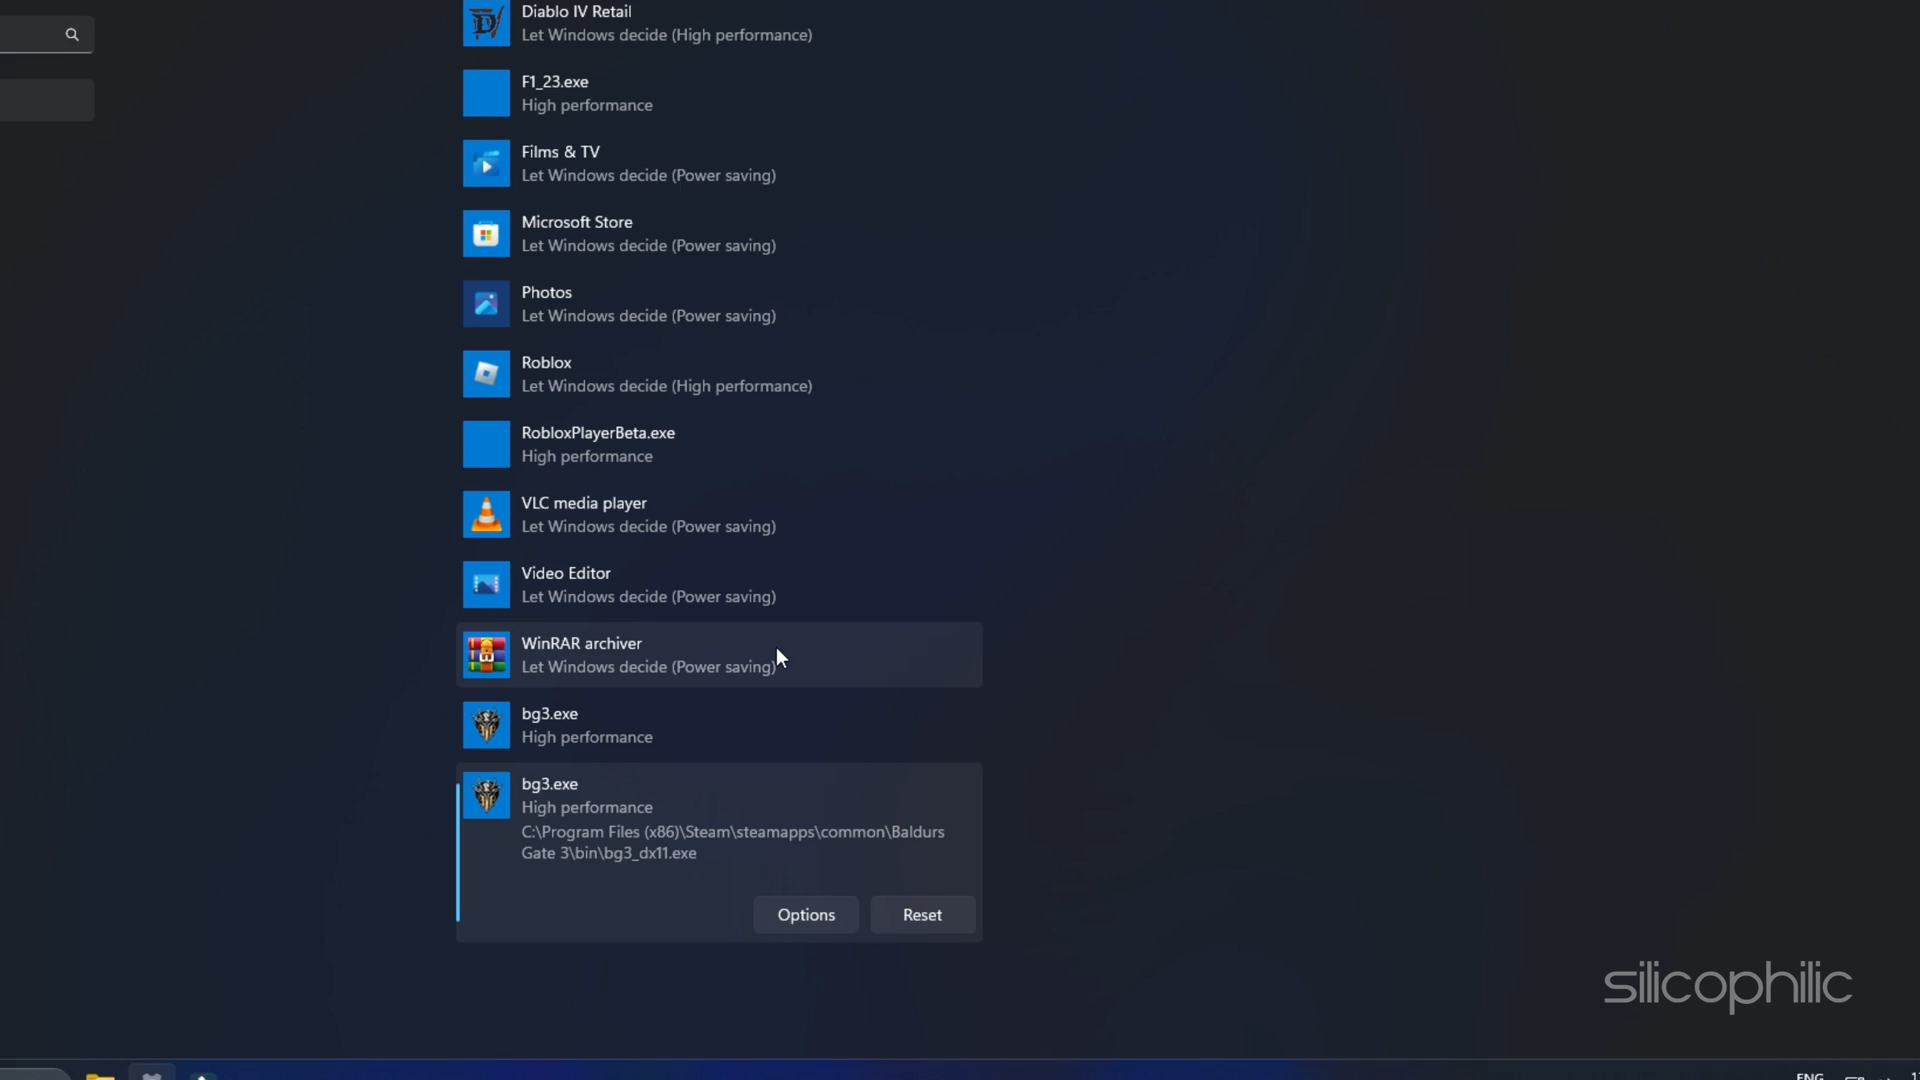 Diablo IV Retail
Let Windows decide (High performance)
F1_23.exe
High performance
Films & TV
Let Windows decide (Power saving)
Microsoft Store
Let Windows decide (Power saving)
Photos
Let Windows decide (Power saving)
Roblox
Let Windows decide (High performance)
RobloxPlayerBeta.exe
High performance
VLC media player
Let Windows decide (Power saving)
Video Editor
Let Windows decide (Power saving)
WinRAR archiver
Let Windows decide (Power saving)
bg3.exe
High performance
bg3.exe
High performance
C:\Program Files (x86)\Steam\steamapps\common\Baldurs
Gate 3\bin\bg3_dx11.exe
Options
Reset
silicophilic
ENG